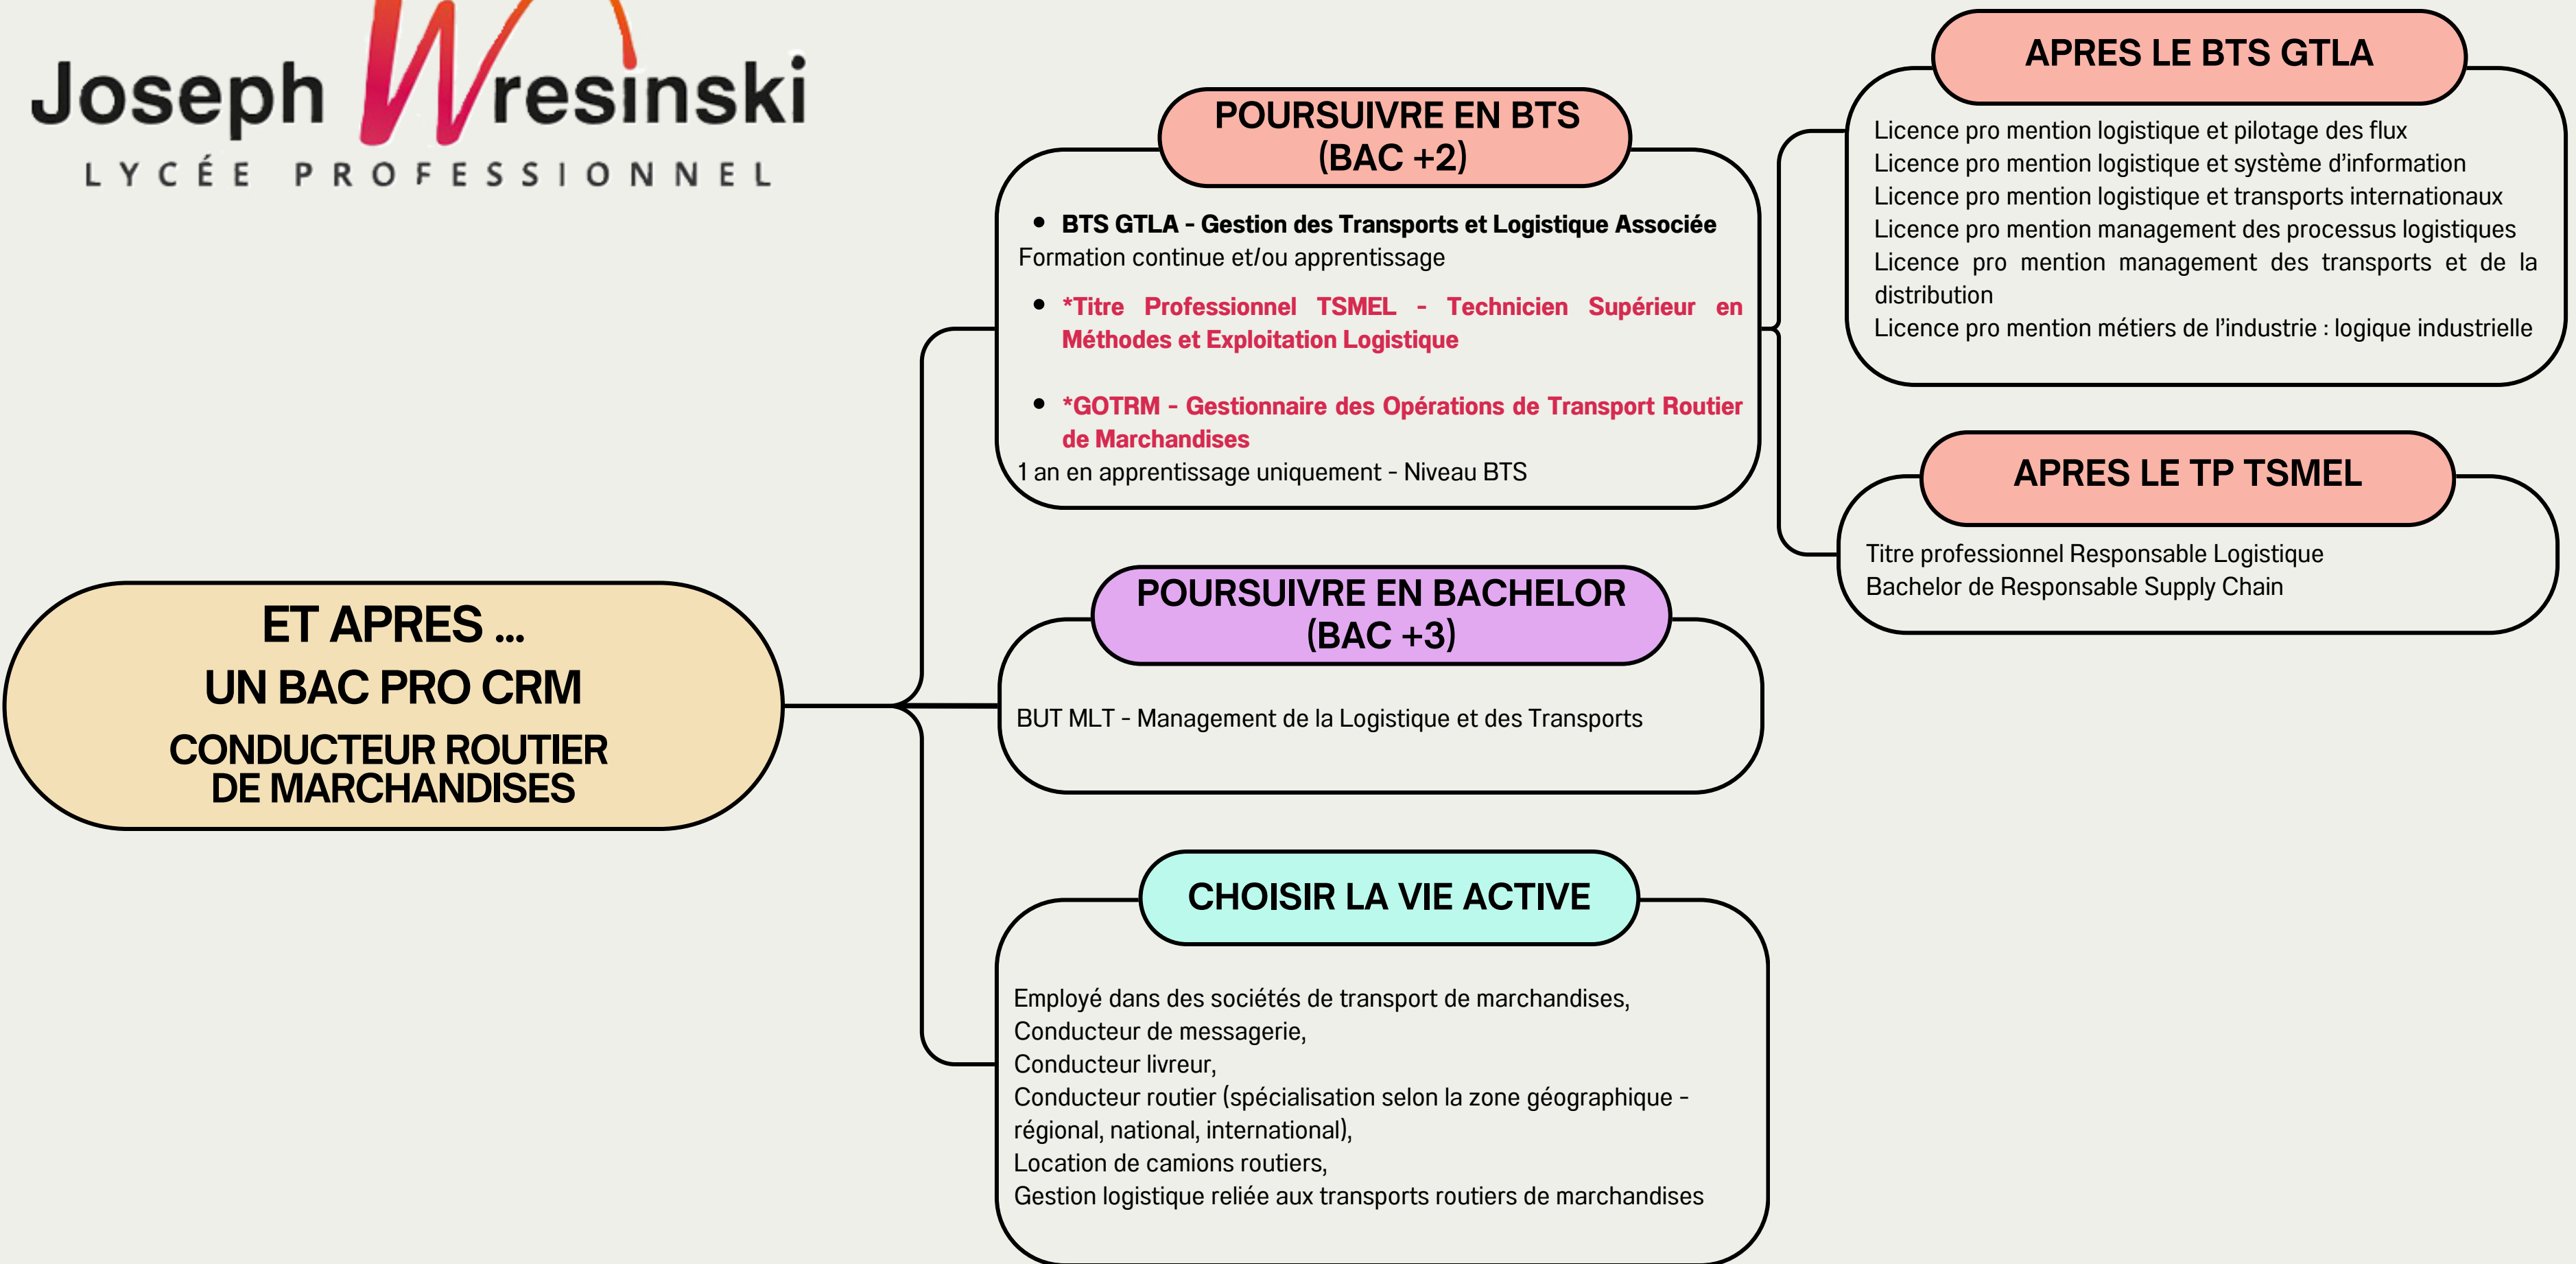 Joseph Wresinski
LYCÉE PROFESSIONNEL
ET APRES ...
UN BAC PRO CRM
CONDUCTEUR ROUTIER
DE MARCHANDISES
POURSUIVRE EN BTS
(BAC +2)
• BTS GTLA - Gestion des Transports et Logistique Associée
Formation continue et/ou apprentissage
• *Titre Professionnel TSMEL - Technicien Supérieur en
Méthodes et Exploitation Logistique
• *GOTRM - Gestionnaire des Opérations de Transport Routier
de Marchandises
1 an en apprentissage uniquement - Niveau BTS
APRES LE BTS GTLA
Licence pro mention logistique et pilotage des flux
Licence pro mention logistique et système d'information
Licence pro mention logistique et transports internationaux
Licence pro mention management des processus logistiques
Licence pro mention management des transports et de la
distribution
Licence pro mention métiers de l'industrie : logique industrielle
APRES LE TP TSMEL
Titre professionnel Responsable Logistique
Bachelor de Responsable Supply Chain
POURSUIVRE EN BACHELOR
(BAC +3)
BUT MLT - Management de la Logistique et des Transports
CHOISIR LA VIE ACTIVE
Employé dans des sociétés de transport de marchandises,
Conducteur de messagerie,
Conducteur livreur,
Conducteur routier (spécialisation selon la zone géographique -
régional, national, international),
Location de camions routiers,
Gestion logistique reliée aux transports routiers de marchandises